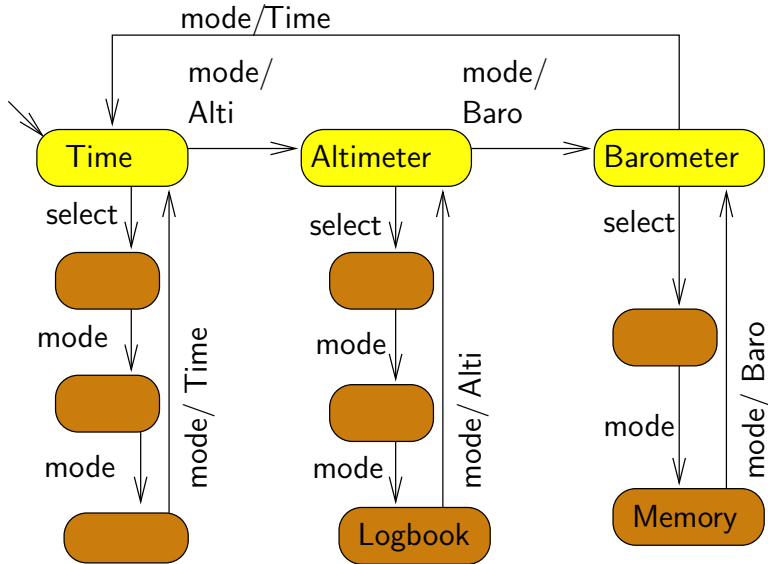 mode/Time
mode/
Alti
mode/
Baro
Time
Altimeter
Barometer
select
select
select
mode
mode
mode/ Time
mode/ Alti
mode/ Baro
mode
mode
mode
Logbook
Memory